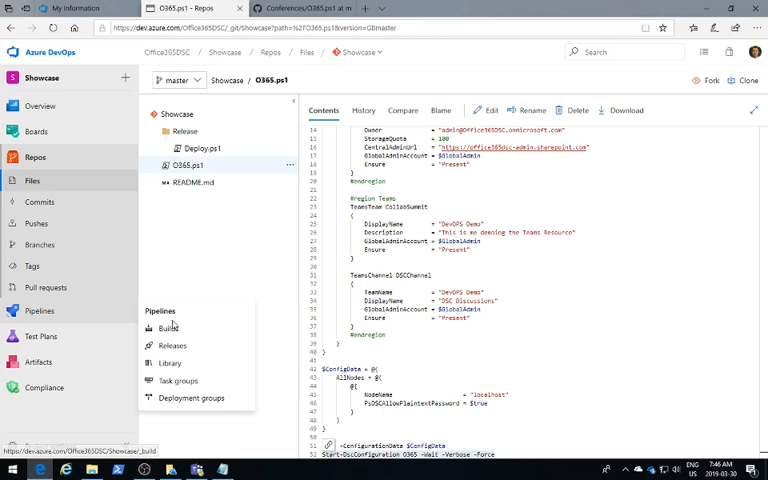 My Information
O365.ps1 - Repos
Conferences/O365.ps1 at m
https://dev.azure.com/Office365DSC/_git/Showcase?path=%2FO365.ps1&version=GBmaster
Azure DevOps
Office365DSC / Showcase / Repos / Files / Showcase
Search
Showcase
master
Showcase / O365.ps1
Fork
Clone
Overview
Boards
Repos
Files
Commits
Pushes
Branches
Tags
Pull requests
Pipelines
Test Plans
Artifacts
Compliance
Project settings
Showcase
Release
Deploy.ps1
O365.ps1
README.md
Pipelines
Builds
Releases
Library
Task groups
Deployment groups
Contents
History
Compare
Blame
Edit
Rename
Delete
Download
14 Owner = "admin@Office365DSC.onmicrosoft.com"
15 StorageQuota = 100
16 CentralAdminUrl = "https://office365dsc-admin.sharepoint.com"
17 GlobalAdminAccount = $GlobalAdmin
18 Ensure = "Present"
19 }
20 #endregion
21
22 #region Teams
23 TeamsTeam CollabSummit
24 {
25 DisplayName = "DevOPS Demo"
26 Description = "This is me demoing the Teams Resource"
27 GlobalAdminAccount = $GlobalAdmin
28 Ensure = "Present"
29 }
30
31 TeamsChannel DSCChannel
32 {
33 TeamName = "DevOPS Demo"
34 DisplayName = "DSC Discussions"
35 GlobalAdminAccount = $GlobalAdmin
36 Ensure = "Present"
37 }
38 #endregion
39 }
40 }
41
42 $ConfigData = @{
43 AllNodes = @(
44 @{
45 NodeName = "localhost"
46 PsDSCAllowPlaintextPassword = $true
47 }
48 )
49 }
50
51 -ConfigurationData $ConfigData
52 Start-DscConfiguration O365 -Wait -Verbose -Force
https://dev.azure.com/Office365DSC/Showcase/_build
ENG
US
7:46 AM
2019-03-30